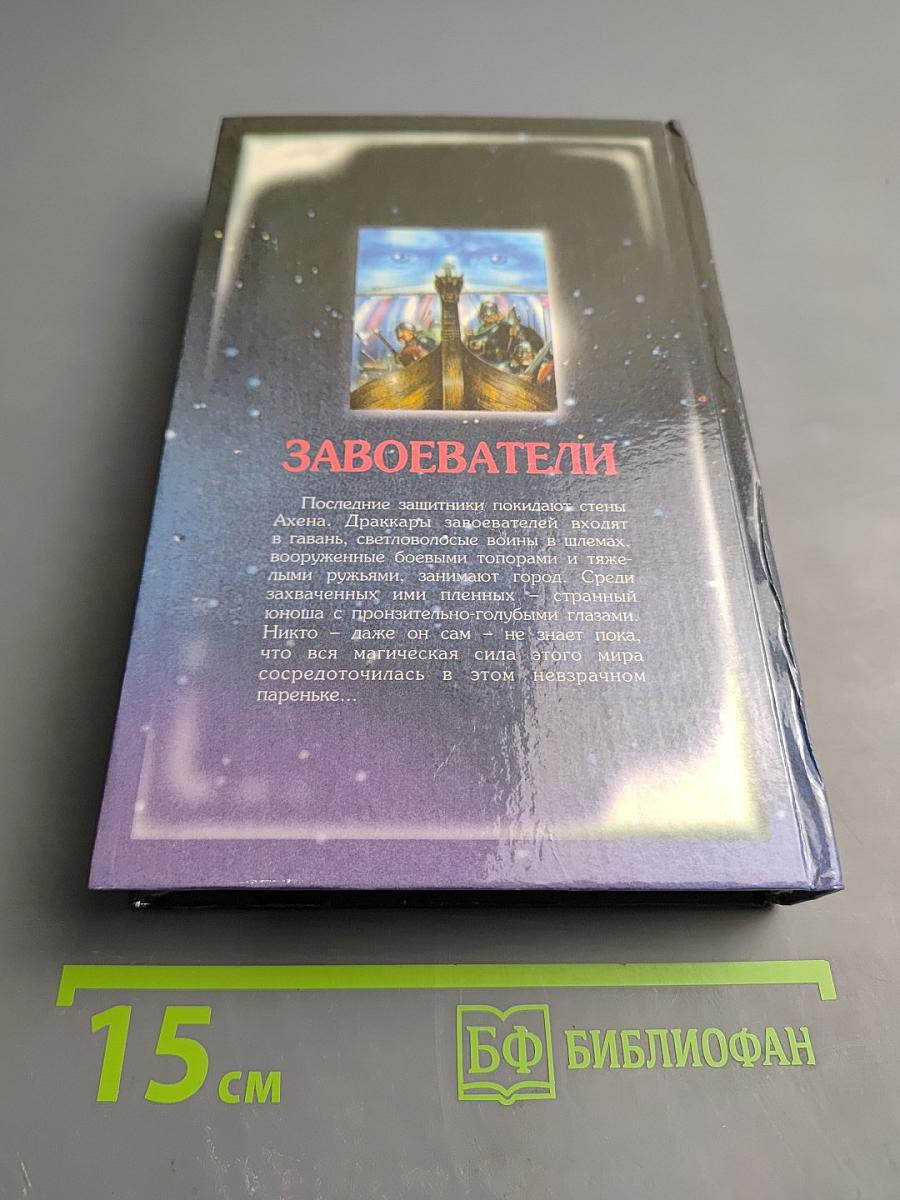 ЗАВОЕВАТЕЛИ
Последние защитники покидают стены
Ахена. Драккары завоевателей входят
в гавань, светловолосые воины в шлемах,
вооруженные боевыми топорами и тяже-
лыми ружьями, занимают город. Среди
захваченных ими пленных – странный
юноша с пронзительно-голубыми глазами.
Никто – даже он сам – не знает пока,
что вся магическая сила этого мира
сосредоточилась в этом невзрачном
пареньке...
15 см
БФ БИБЛИОФАН